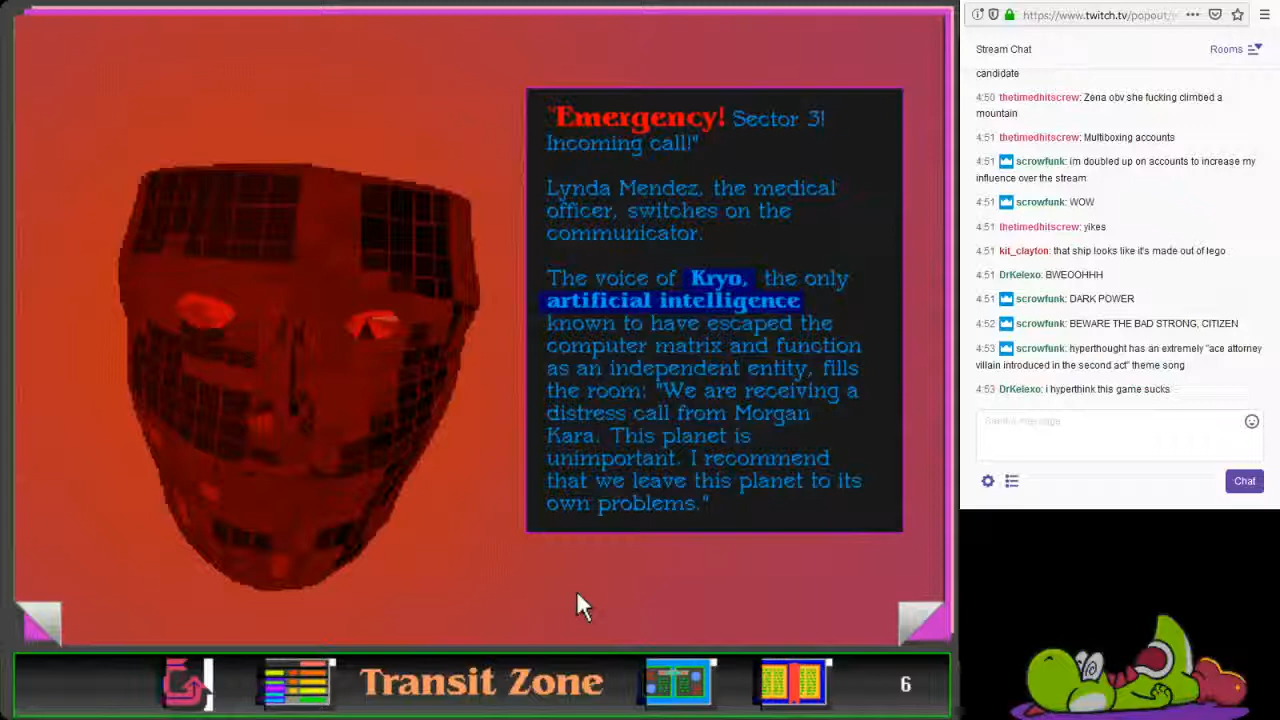 "Emergency! Sector 3!
Incoming call!"
Lynda Mendez, the medical
officer, switches on the
communicator.
The voice of Kryo, the only
artificial intelligence
known to have escaped the
computer matrix and function
as an independent entity, fills
the room: "We are receiving a
distress call from Morgan
Kara. This planet is
unimportant. I recommend
that we leave this planet to its
own problems."
Transit Zone
6
https://www.twitch.tv/popout/
Stream Chat
Rooms
candidate
4:50 thetimedhitscrew: Zena obv she fucking climbed a
mountain
4:51 thetimedhitscrew: Multiboxing accounts
4:51 scrowfunk: im doubled up on accounts to increase my
influence over the stream
4:51 scrowfunk: WOW
4:51 thetimedhitscrew: yikes
4:51 kit_clayton: that ship looks like it's made out of lego
4:51 DrKelexo: BWEOOHHH
4:51 scrowfunk: DARK POWER
4:52 scrowfunk: BEWARE THE BAD STRONG, CITIZEN
4:53 scrowfunk: hyperthought has an extremely "ace attorney
villain introduced in the second act" theme song
4:53 DrKelexo: i hyperthink this game sucks
Send a message
Chat